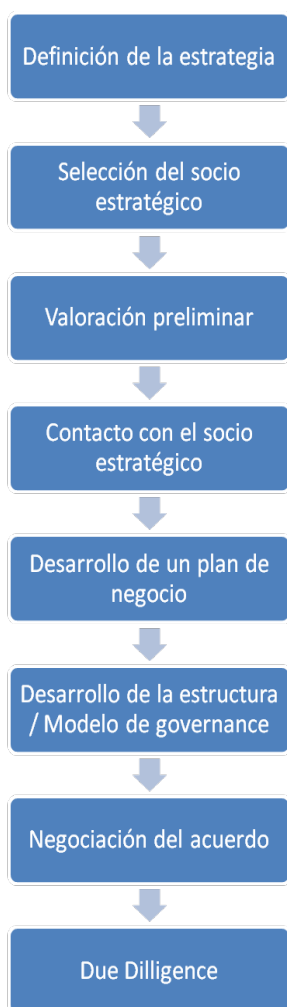 Definición de la estrategia
Selección del socio
estratégico
Valoración preliminar
Contacto con el socio
estratégico
Desarrollo de un plan de
negocio
Desarrollo de la estructura
/ Modelo de governance
Negociación del acuerdo
Due Dilligence